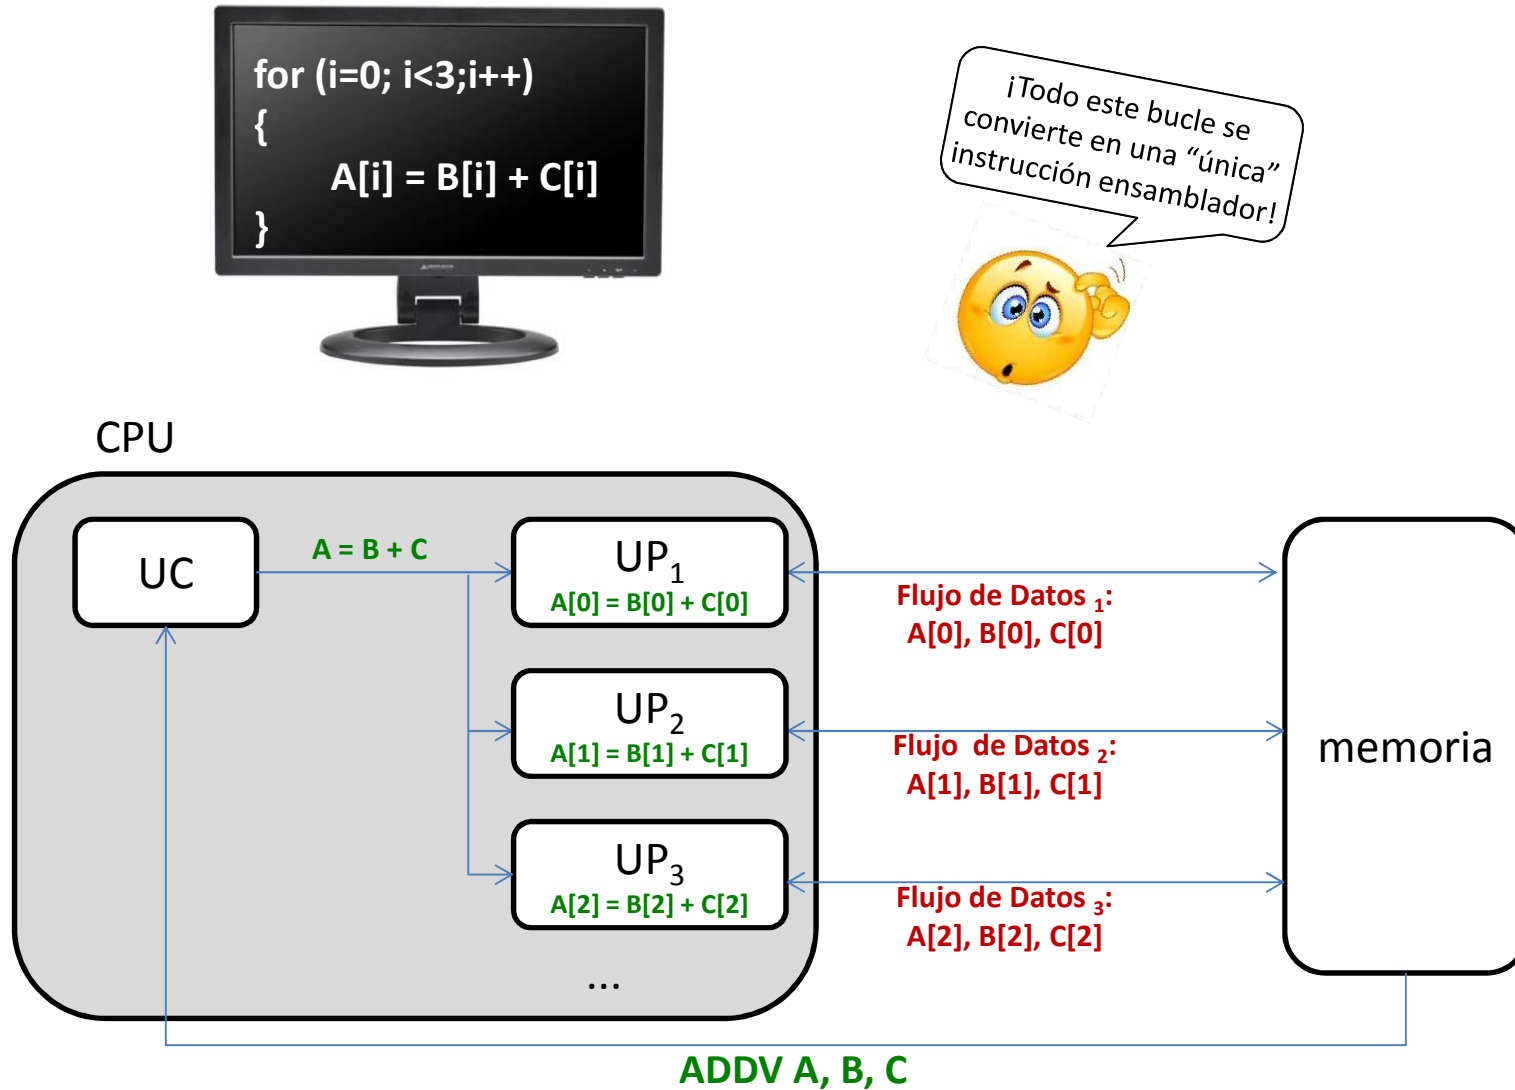 for (i=0; i<3;i++)
{
A[i] = B[i] + C[i]
}
¡Todo este bucle se
convierte en una “única”
instrucción ensamblador!
CPU
UC
A = B + C
UP1
A[0] = B[0] + C[0]
Flujo de Datos 1:
A[0], B[0], C[0]
UP2
A[1] = B[1] + C[1]
Flujo de Datos 2:
A[1], B[1], C[1]
memoria
UP3
A[2] = B[2] + C[2]
Flujo de Datos 3:
A[2], B[2], C[2]
...
ADDV A, B, C